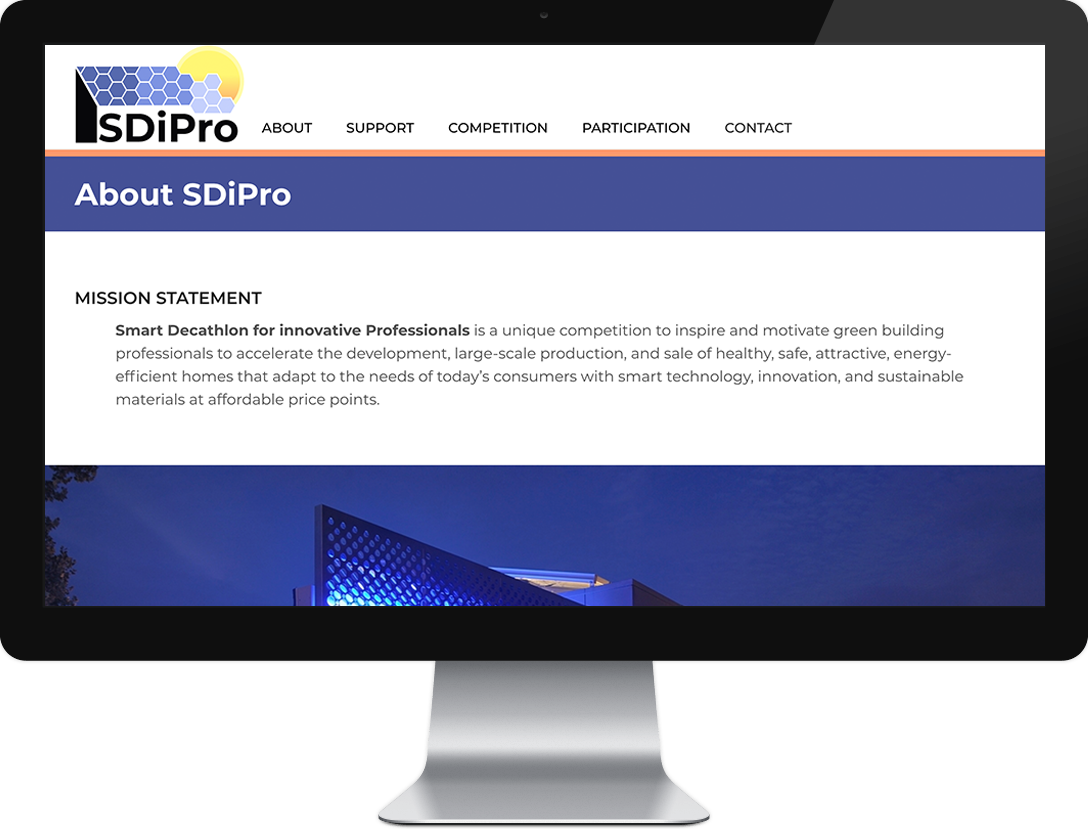 SDiPro
ABOUT SUPPORT COMPETITION PARTICIPATION CONTACT
About SDiPro
MISSION STATEMENT
Smart Decathlon for innovative Professionals is a unique competition to inspire and motivate green building
professionals to accelerate the development, large-scale production, and sale of healthy, safe, attractive, energy-
efficient homes that adapt to the needs of today’s consumers with smart technology, innovation, and sustainable
materials at affordable price points.